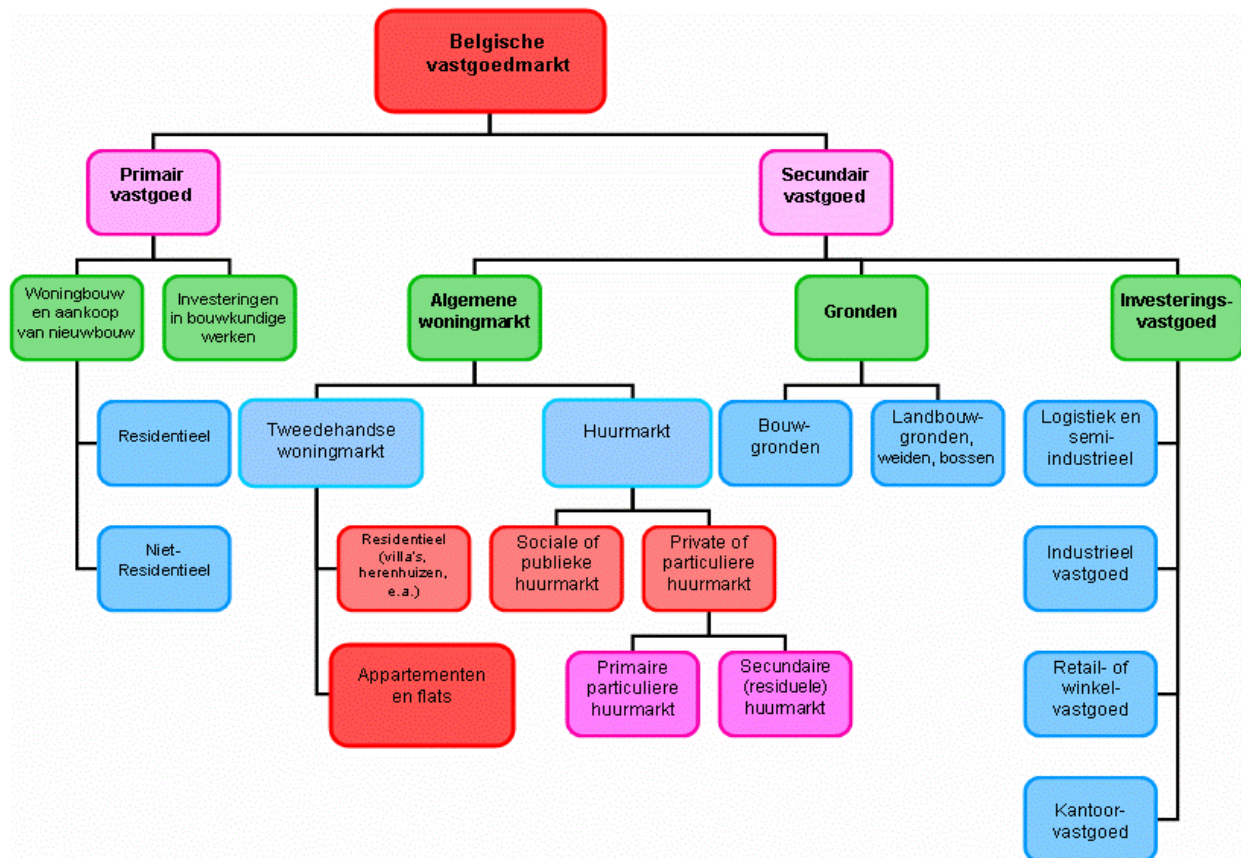 Belgische
vastgoedmarkt
Primair
vastgoed
Secundair
vastgoed
Woningbouw
en aankoop
van nieuwbouw
Investeringen
in bouwkundige
werken
Algemene
woningmarkt
Gronden
Investerings-
vastgoed
Residentieel
Tweedehandse
woningmarkt
Huurmarkt
Bouw-
gronden
Landbouw-
gronden,
weiden, bossen
Logistiek en
semi-
industrieel
Niet-
Residentieel
Residentieel
(villa's,
herenhuizen,
e.a.)
Sociale of
publieke
huurmarkt
Private of
particuliere
huurmarkt
Industrieel
vastgoed
Appartementen
en flats
Primaire
particuliere
huurmarkt
Secundaire
(residuele)
huurmarkt
Retail- of
winkel-
vastgoed
Kantoor-
vastgoed